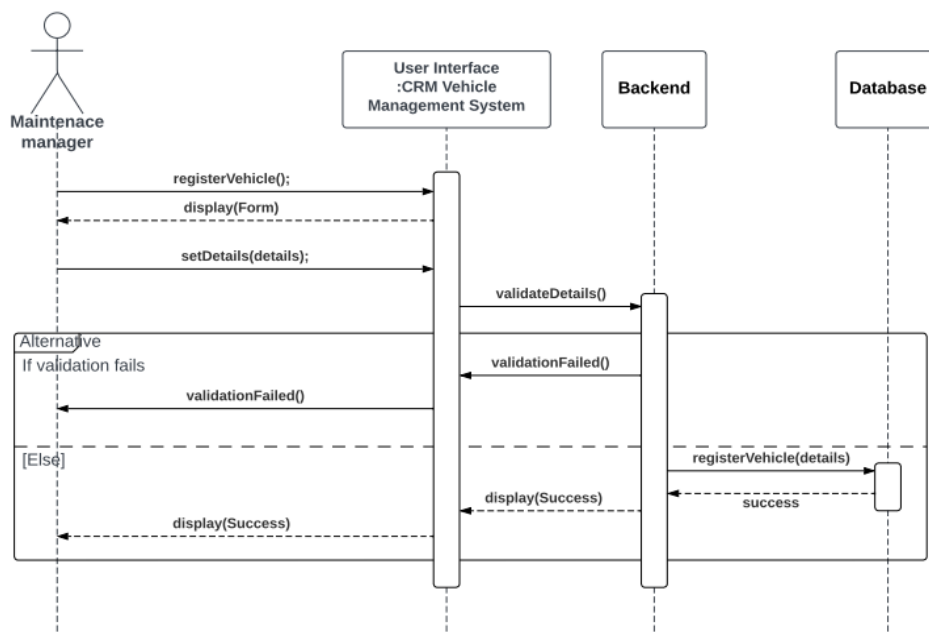 User Interface
:CRM Vehicle
Management System
Backend
Database
Maintenace
manager
registerVehicle();
display(Form)
setDetails(details);
validateDetails()
Alternative
If validation fails
validationFailed()
validationFailed()
[Else]
registerVehicle(details)
success
display(Success)
display(Success)